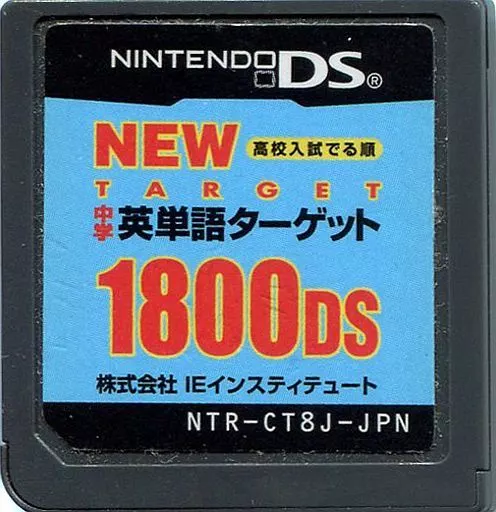 NINTENDO DS®
NEW 高校入試でる順
TARGET
中学 英単語ターゲット
1800DS
株式会社 IEインスティテュート
NTR-CT8J-JPN